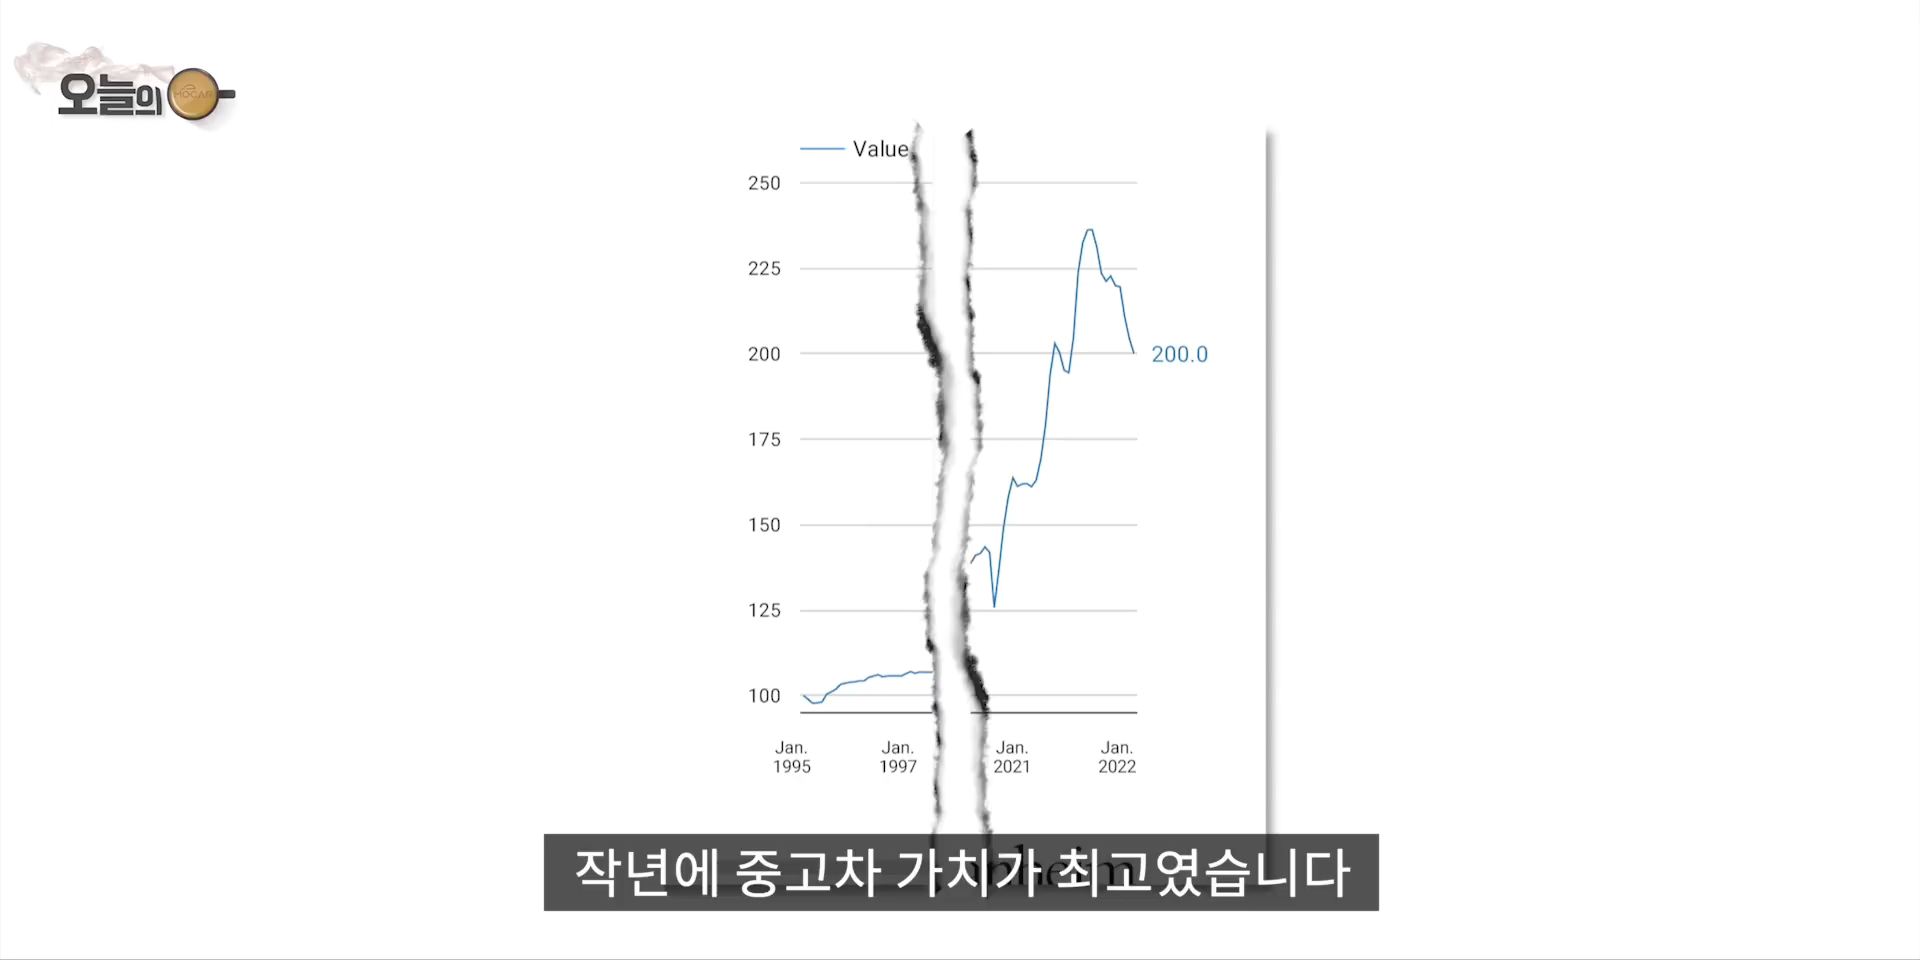 오늘의
MOCAR
Value
250
225
200
200.0
175
150
125
100
Jan. 1995
Jan. 1997
Jan. 2021
Jan. 2022
작년에 중고차 가치가 최고였습니다